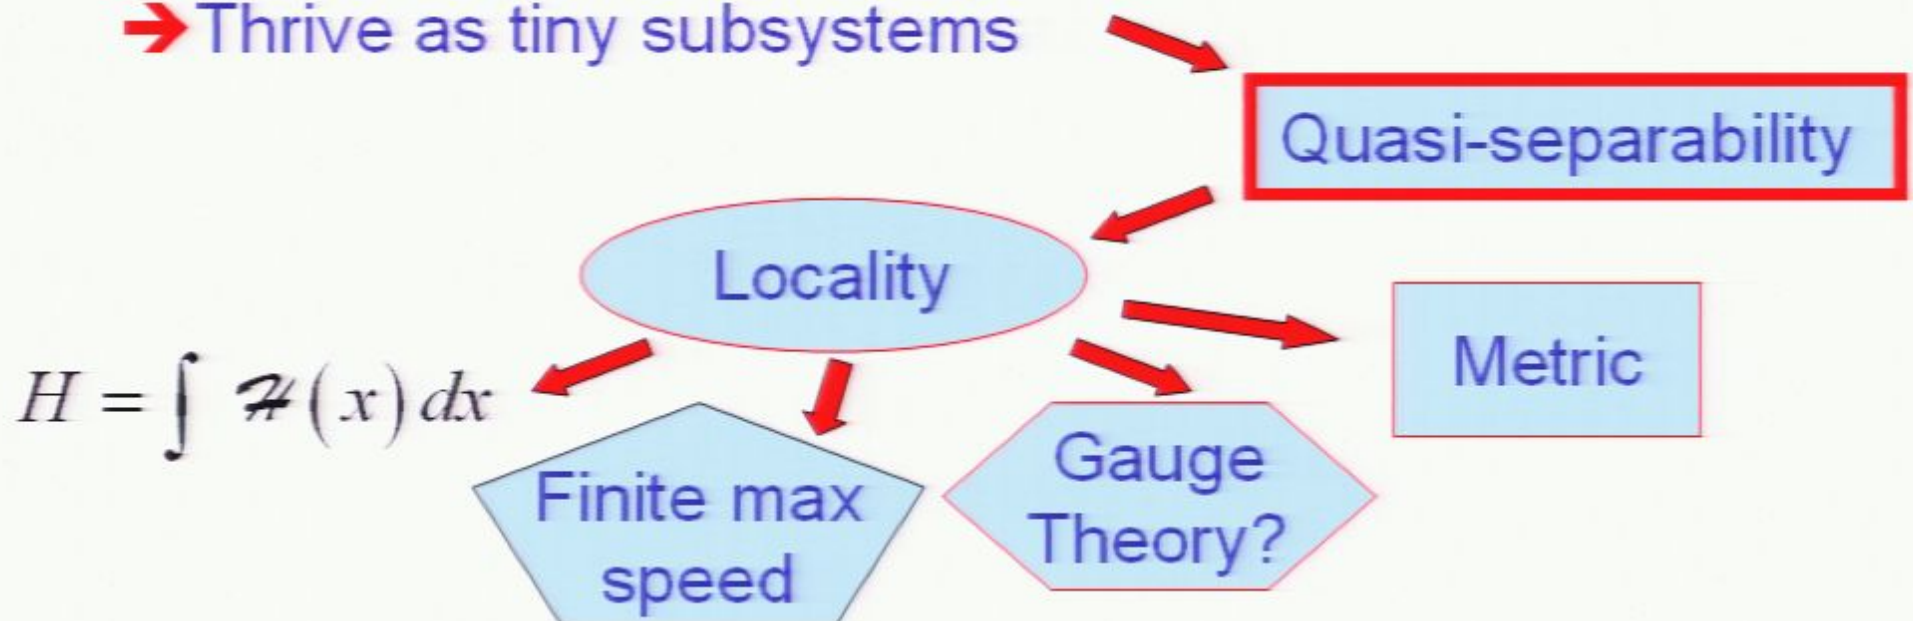 ➔Thrive as tiny subsystems
Quasi-separability
Locality
Metric
H = ∫ ℋ(x) dx
Gauge
Theory?
Finite max
speed